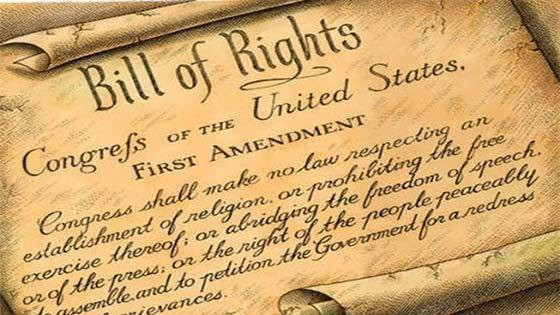 Bill of Rights
Congreſs OF THE United States.
FIRST AMENDMENT
Congress shall make no law respecting an
establishment of religion, or prohibiting the free
exercise thereof; or abridging the freedom of speech,
or of the press; or the right of the people peaceably
to assemble, and to petition the Government for a redress
grievances.